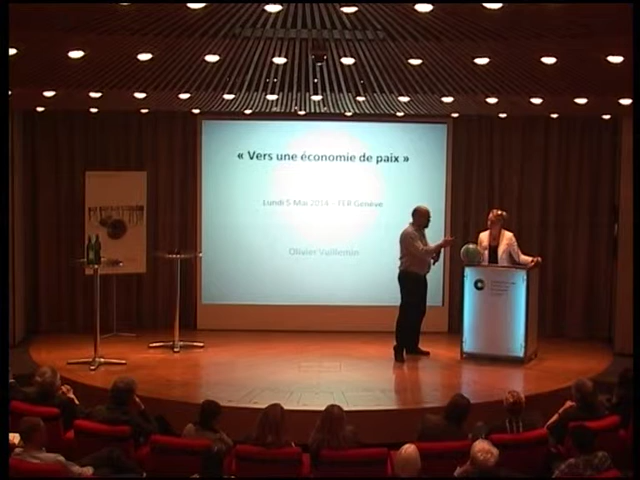 « Vers une économie de paix »
Lundi 5 Mai 2014 - FER Genève
Olivier Vuillemin